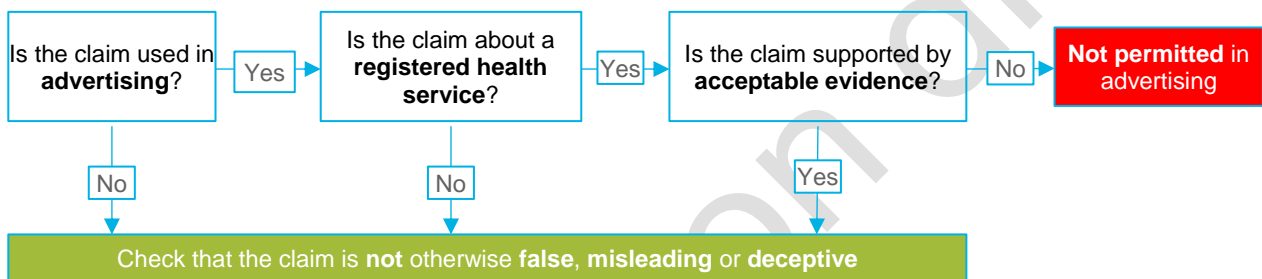 Is the claim used in
advertising?
Yes
Is the claim about a
registered health
service?
Yes
Is the claim supported by
acceptable evidence?
No
Not permitted in
advertising
No
No
Yes
Check that the claim is not otherwise false, misleading or deceptive